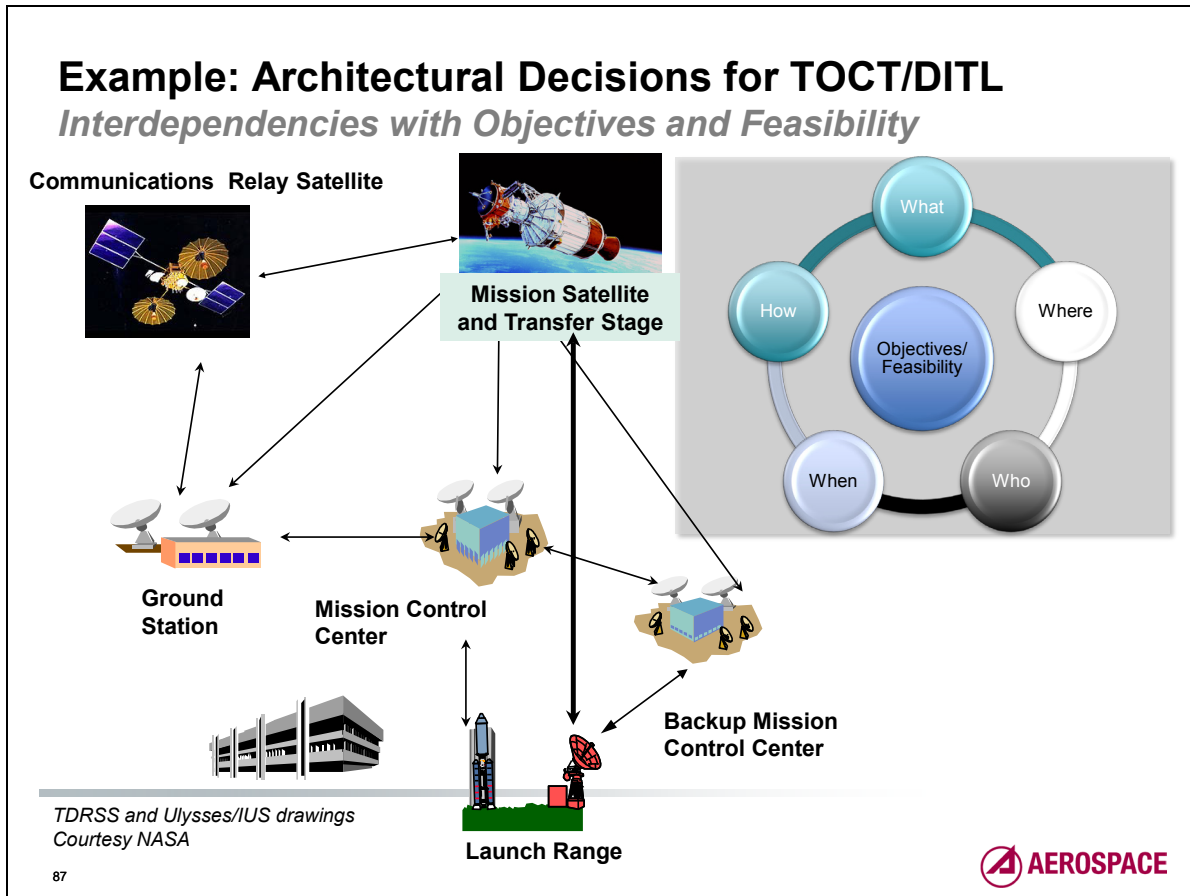 Example: Architectural Decisions for TOCT/DITL
Interdependencies with Objectives and Feasibility
Communications Relay Satellite
Mission Satellite
and Transfer Stage
What
How
Where
Objectives/
Feasibility
When
Who
Ground
Station
Mission Control
Center
Backup Mission
Control Center
TDRSS and Ulysses/IUS drawings
Courtesy NASA
Launch Range
87
AEROSPACE